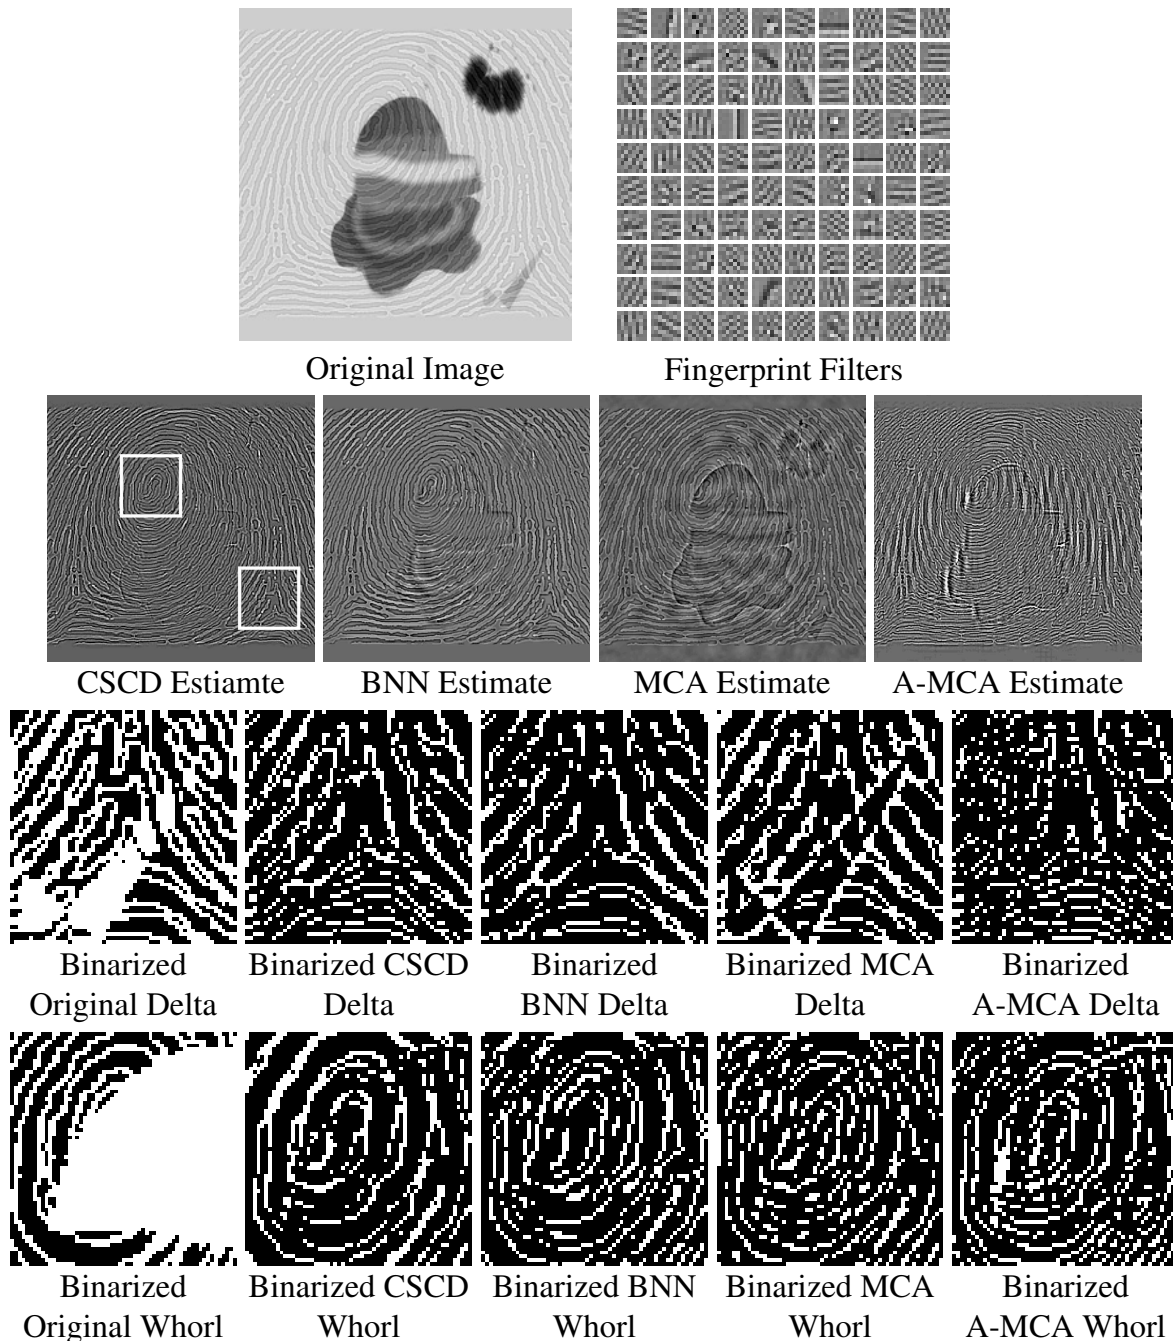 Original Image Fingerprint Filters
CSCD Estiamte BNN Estimate MCA Estimate A-MCA Estimate
Binarized Binarized CSCD Binarized Binarized MCA Binarized
Original Delta Delta BNN Delta Delta A-MCA Delta
Binarized Binarized CSCD Binarized BNN Binarized MCA Binarized
Original Whorl Whorl Whorl Whorl A-MCA Whorl